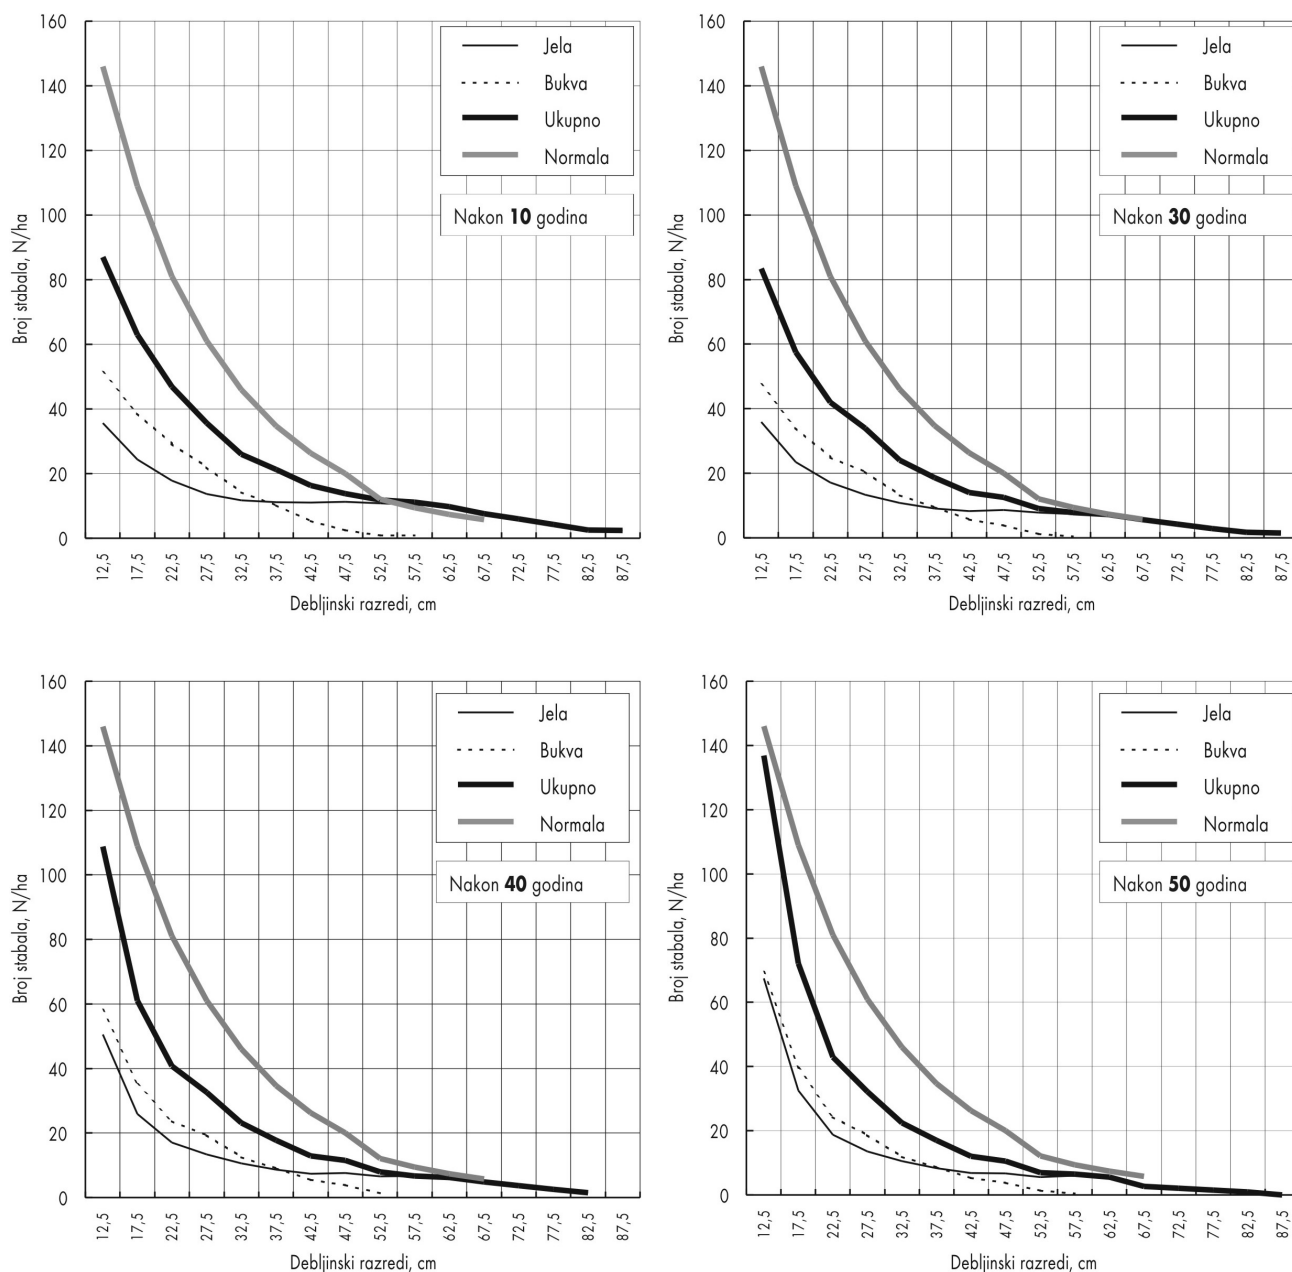 160
140
120
100
80
60
40
20
0
Broj stabala, N/ha
Jela
Bukva
Ukupno
Normala
Nakon 10 godina
12,5 17,5 22,5 27,5 32,5 37,5 42,5 47,5 52,5 57,5 62,5 67,5 72,5 77,5 82,5 87,5
Debljinski razredi, cm
160
140
120
100
80
60
40
20
0
Broj stabala, N/ha
Jela
Bukva
Ukupno
Normala
Nakon 30 godina
12,5 17,5 22,5 27,5 32,5 37,5 42,5 47,5 52,5 57,5 62,5 67,5 72,5 77,5 82,5 87,5
Debljinski razredi, cm
160
140
120
100
80
60
40
20
0
Broj stabala, N/ha
Jela
Bukva
Ukupno
Normala
Nakon 40 godina
12,5 17,5 22,5 27,5 32,5 37,5 42,5 47,5 52,5 57,5 62,5 67,5 72,5 77,5 82,5 87,5
Debljinski razredi, cm
160
140
120
100
80
60
40
20
0
Broj stabala, N/ha
Jela
Bukva
Ukupno
Normala
Nakon 50 godina
12,5 17,5 22,5 27,5 32,5 37,5 42,5 47,5 52,5 57,5 62,5 67,5 72,5 77,5 82,5 87,5
Debljinski razredi, cm